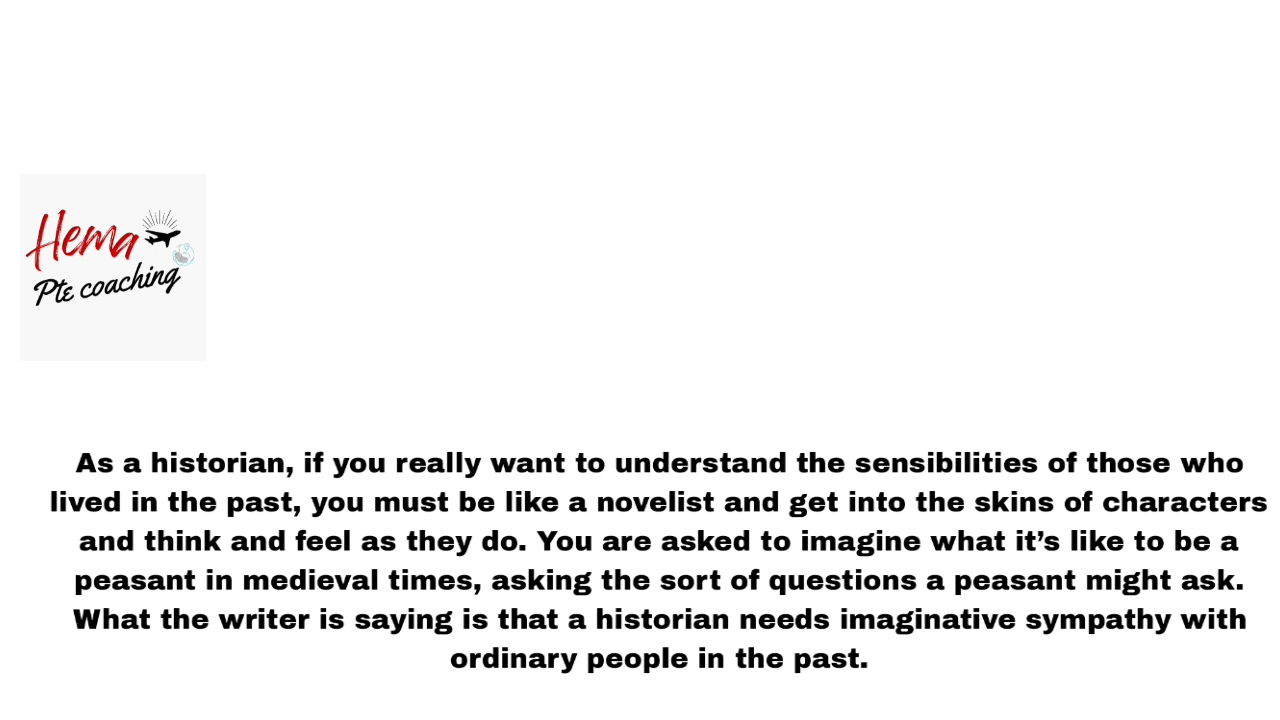 Hema
Pte coaching
As a historian, if you really want to understand the sensibilities of those who
lived in the past, you must be like a novelist and get into the skins of characters
and think and feel as they do. You are asked to imagine what it’s like to be a
peasant in medieval times, asking the sort of questions a peasant might ask.
What the writer is saying is that a historian needs imaginative sympathy with
ordinary people in the past.